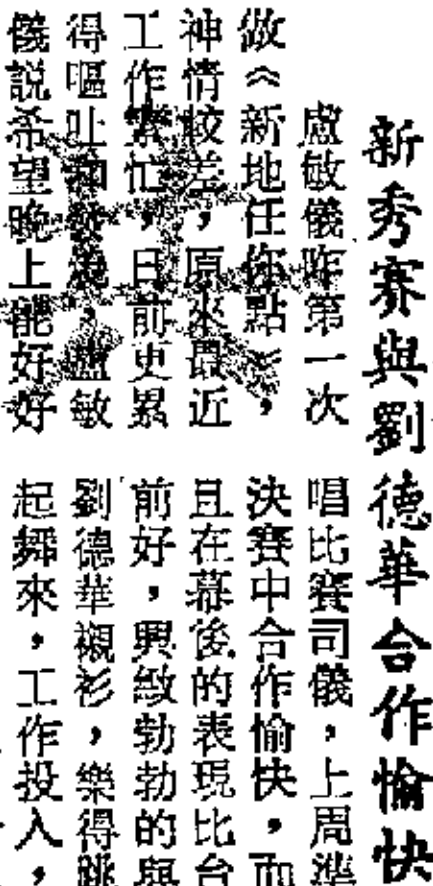 新秀賽與劉德華合作愉快
盧敏儀昨第一次
做《新地任你點》，
神情較差，原來最近
工作繁忙，日前更累
得嘔吐和發燒，盧敏
儀說希望晚上能好好
唱比賽司儀，上周準
決賽中合作愉快，而
且在幕後的表現比台
前好，興緻勃勃的與
劉德華襯衫，樂得跳
起舞來，工作投入，